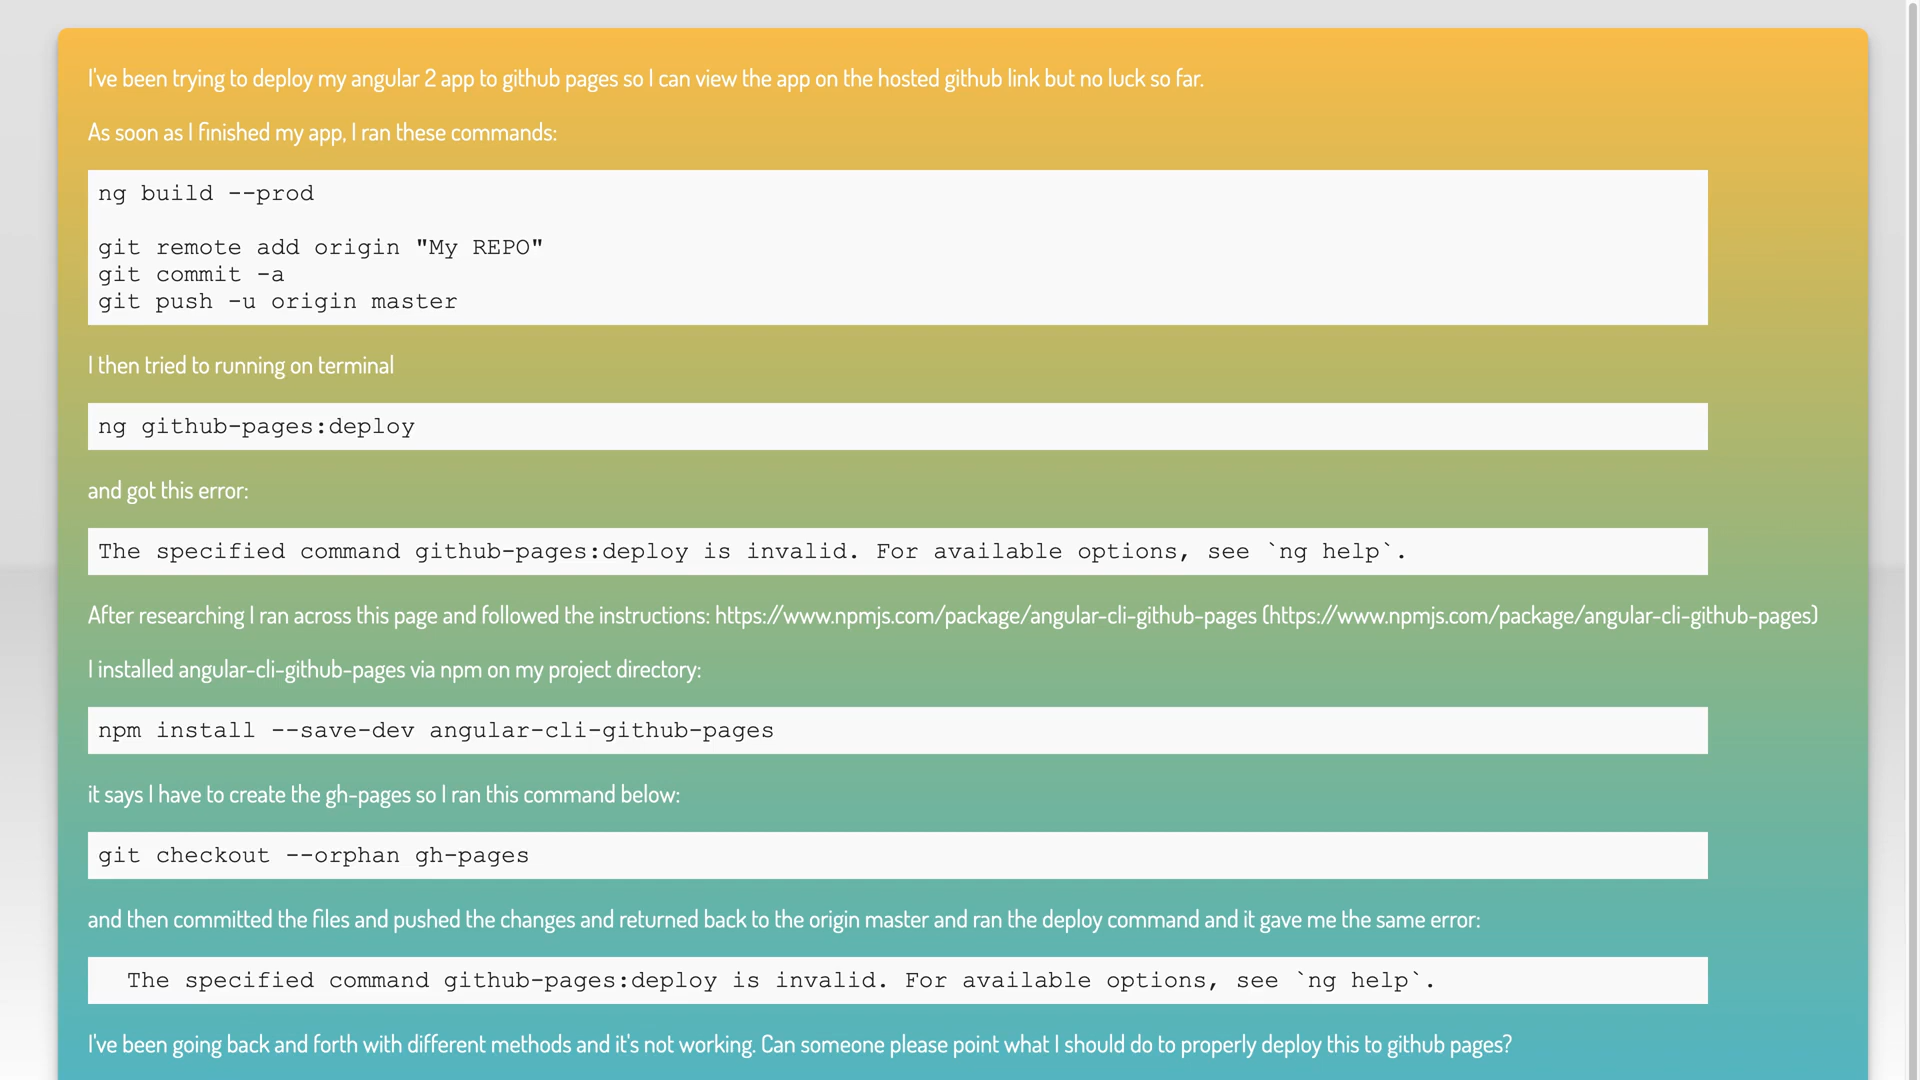 I've been trying to deploy my angular 2 app to github pages so I can view the app on the hosted github link but no luck so far.
As soon as I finished my app, I ran these commands:
ng build --prod
git remote add origin "My REPO"
git commit -a
git push -u origin master
I then tried to running on terminal
ng github-pages:deploy
and got this error:
The specified command github-pages:deploy is invalid. For available options, see `ng help`.
After researching I ran across this page and followed the instructions: https://www.npmjs.com/package/angular-cli-github-pages (https://www.npmjs.com/package/angular-cli-github-pages)
I installed angular-cli-github-pages via npm on my project directory:
npm install --save-dev angular-cli-github-pages
it says I have to create the gh-pages so I ran this command below:
git checkout --orphan gh-pages
and then committed the files and pushed the changes and returned back to the origin master and ran the deploy command and it gave me the same error:
The specified command github-pages:deploy is invalid. For available options, see `ng help`.
I've been going back and forth with different methods and it's not working. Can someone please point what I should do to properly deploy this to github pages?